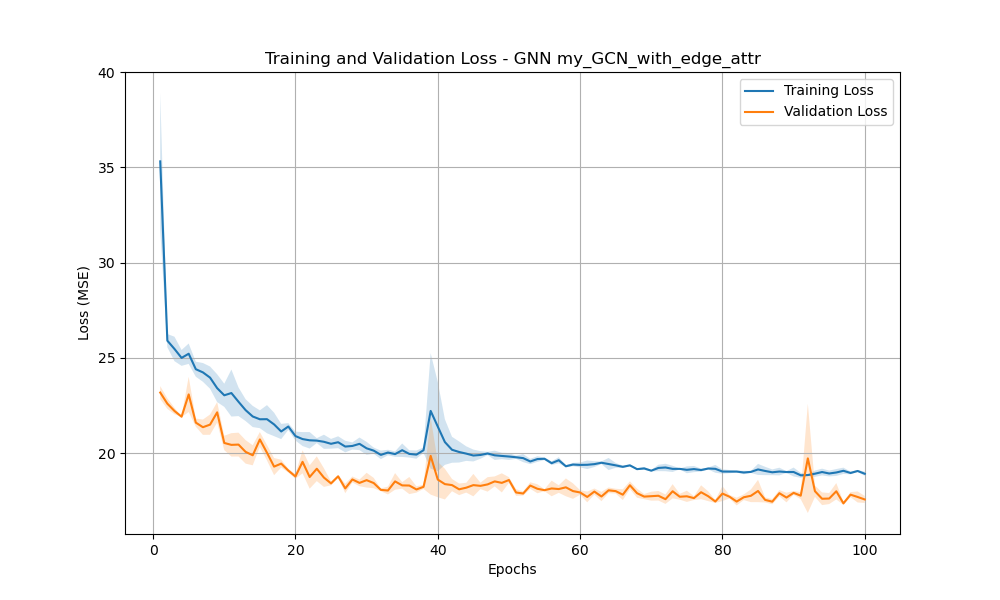 Training and Validation Loss - GNN my_GCN_with_edge_attr
Training Loss
Validation Loss
Loss (MSE)
40
35
30
25
20
0 20 40 60 80 100
Epochs